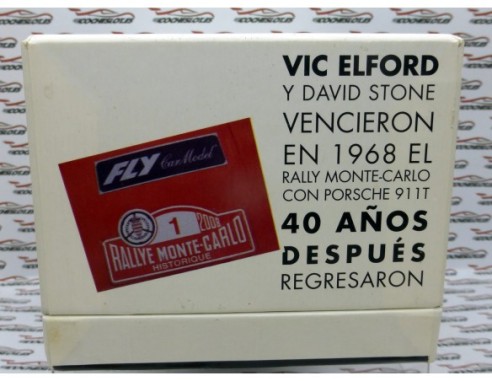 VIC ELFORD
Y DAVID STONE
VENCIERON
EN 1968 EL
RALLY MONTE-CARLO
CON PORSCHE 911T
40 AÑOS
DESPUÉS
REGRESARON
FLY Car Model
1 2008
RALLYE MONTE-CARLO
HISTORIQUE